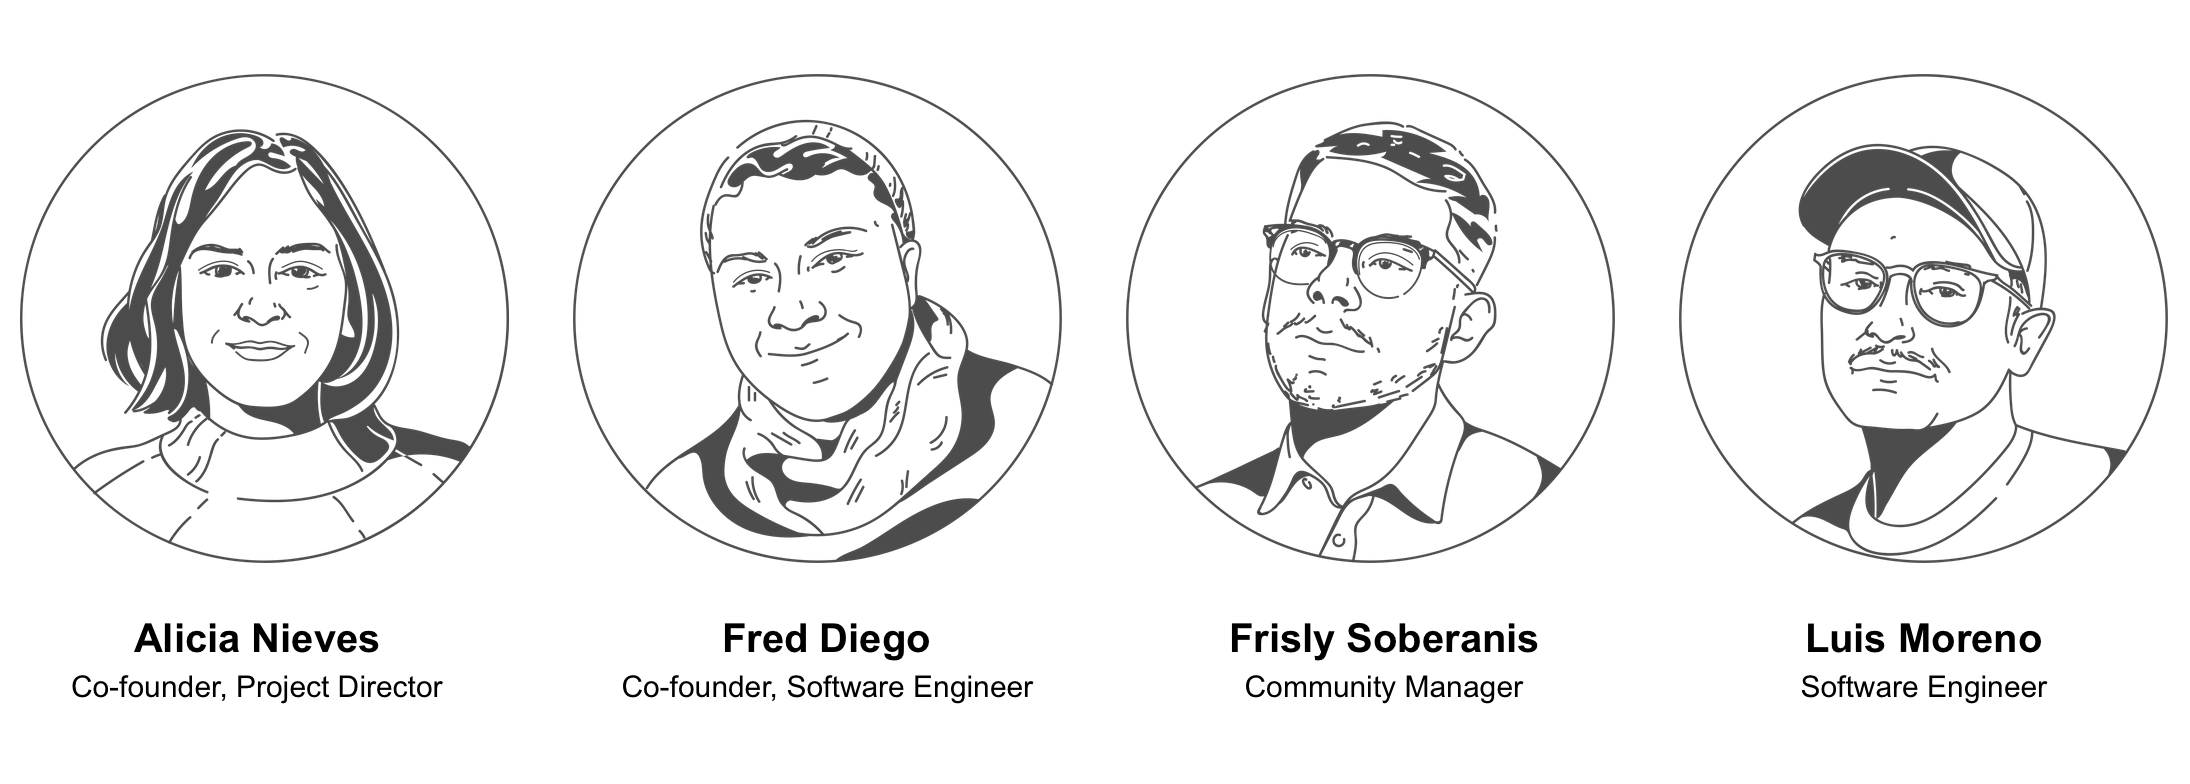 Alicia Nieves
Co-founder, Project Director
Fred Diego
Co-founder, Software Engineer
Frisly Soberanis
Community Manager
Luis Moreno
Software Engineer